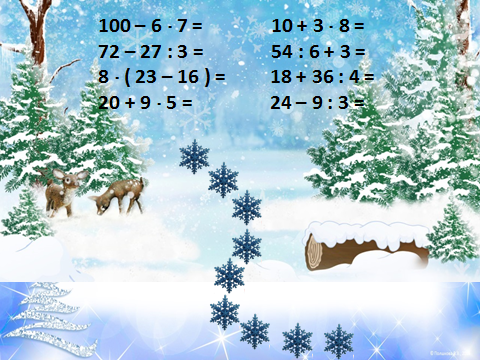 100 – 6 · 7 =
72 – 27 : 3 =
8 · ( 23 – 16 ) =
20 + 9 · 5 =
10 + 3 · 8 =
54 : 6 + 3 =
18 + 36 : 4 =
24 – 9 : 3 =